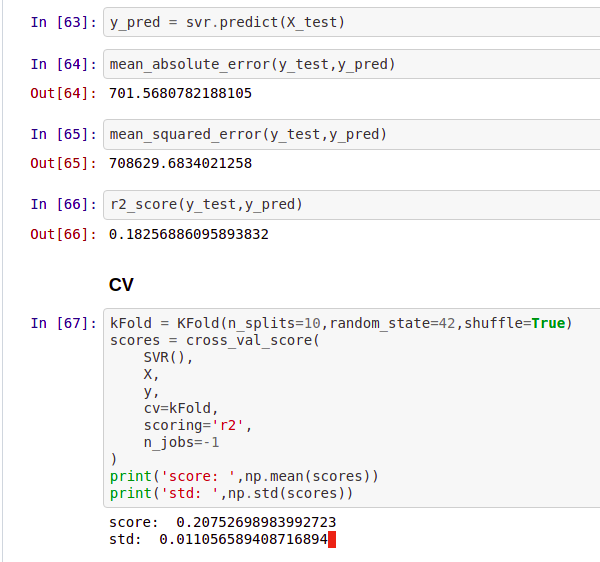 In [63]: y_pred = svr.predict(X_test)
In [64]: mean_absolute_error(y_test,y_pred)
Out[64]: 701.5680782188105
In [65]: mean_squared_error(y_test,y_pred)
Out[65]: 708629.6834021258
In [66]: r2_score(y_test,y_pred)
Out[66]: 0.18256886095893832
CV
In [67]: kFold = KFold(n_splits=10,random_state=42,shuffle=True)
scores = cross_val_score(
    SVR(),
    X,
    y,
    cv=kFold,
    scoring='r2',
    n_jobs=-1
)
print('score: ',np.mean(scores))
print('std: ',np.std(scores))
score:  0.20752698983992723
std:  0.011056589408716894